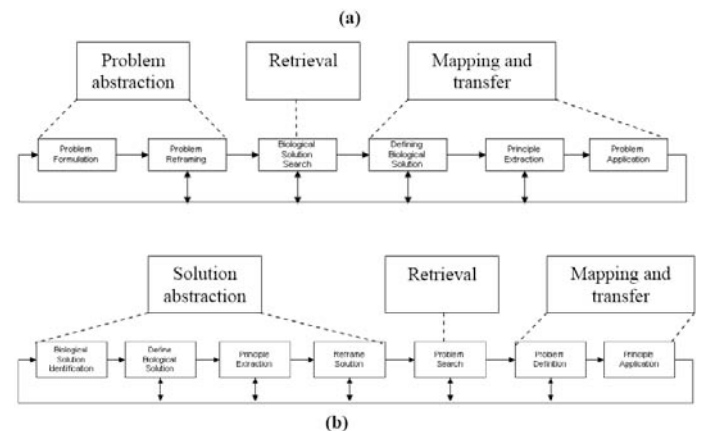 (a)
Problem
abstraction
Retrieval
Mapping and
transfer
Problem
Formulation
Problem
Reframing
Biological
Solution
Search
Defining
Biological
Solution
Principle
Extraction
Problem
Application
Solution
abstraction
Retrieval
Mapping and
transfer
Biological
Solution
Identification
Define
Biological
Solution
Principle
Extraction
Reframe
Solution
Problem
Search
Problem
Definition
Principle
Application
(b)